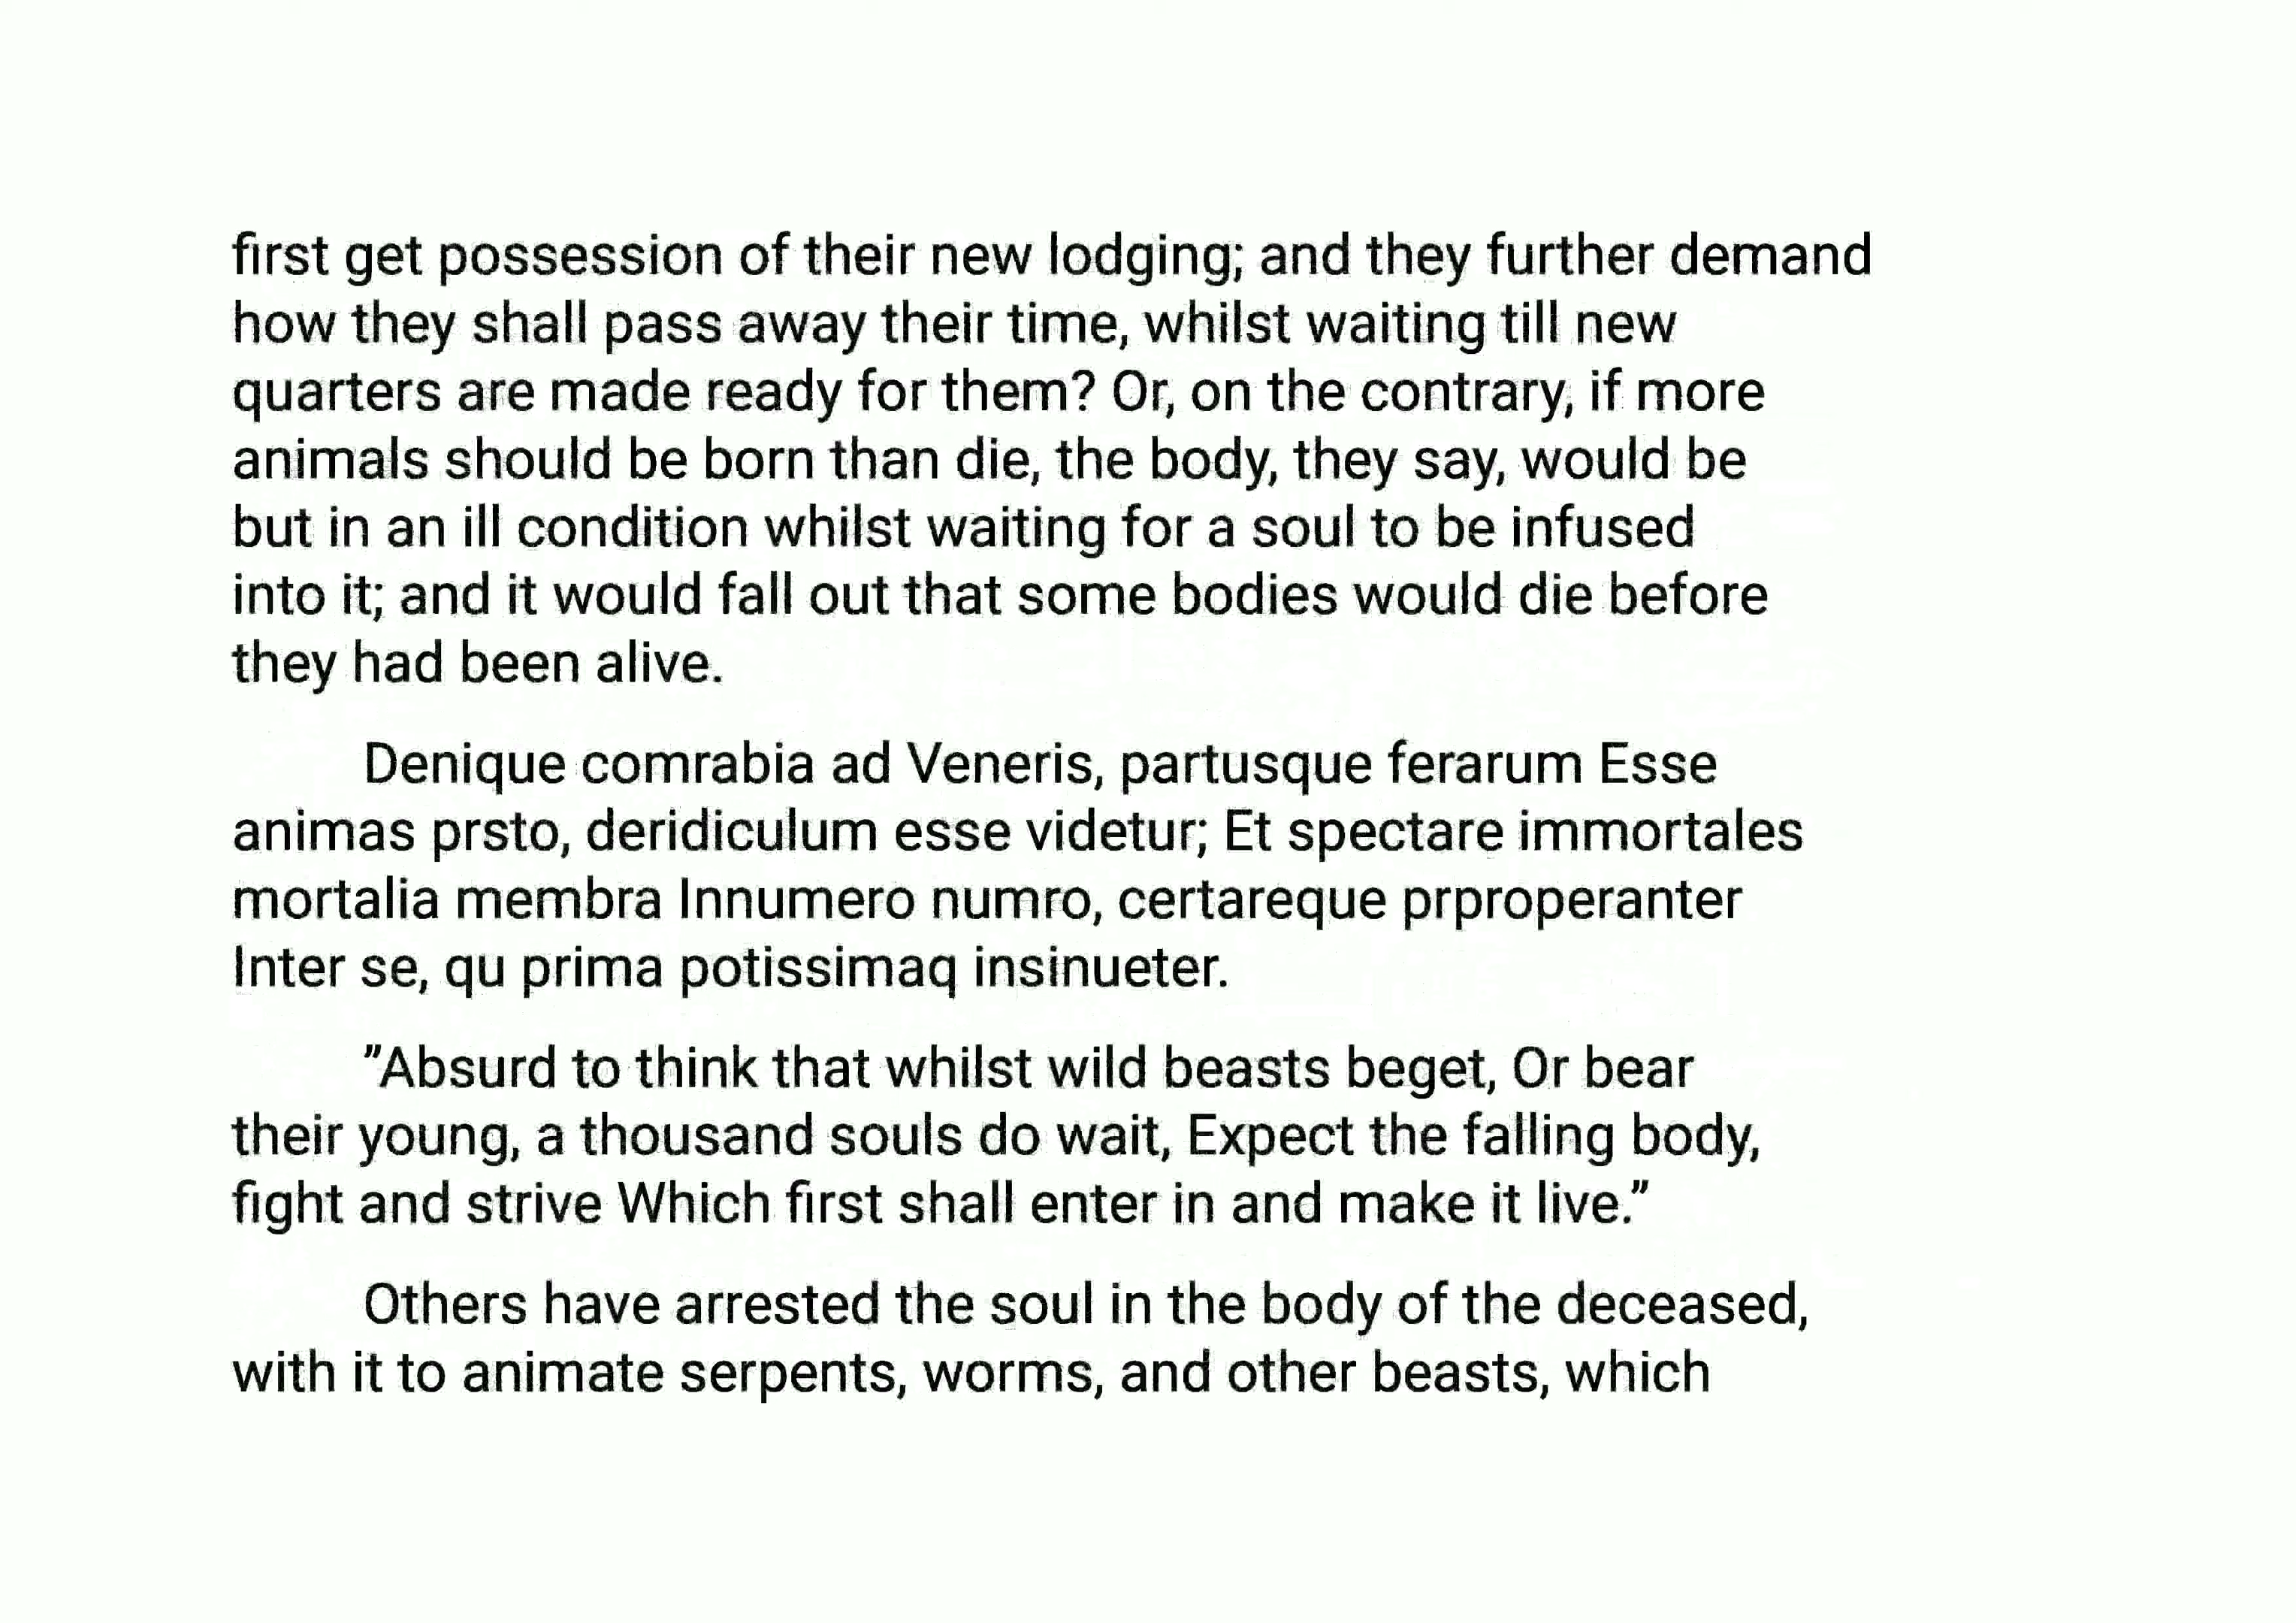 first get possession of their new lodging; and they further demand
how they shall pass away their time, whilst waiting till new
quarters are made ready for them? Or, on the contrary, if more
animals should be born than die, the body, they say, would be
but in an ill condition whilst waiting for a soul to be infused
into it; and it would fall out that some bodies would die before
they had been alive.
Denique comrabia ad Veneris, partusque ferarum Esse
animas prsto, deridiculum esse videtur; Et spectare immortales
mortalia membra Innumero numro, certareque prproperanter
Inter se, qu prima potissimaq insinueter.
"Absurd to think that whilst wild beasts beget, Or bear
their young, a thousand souls do wait, Expect the falling body,
fight and strive Which first shall enter in and make it live."
Others have arrested the soul in the body of the deceased,
with it to animate serpents, worms, and other beasts, which